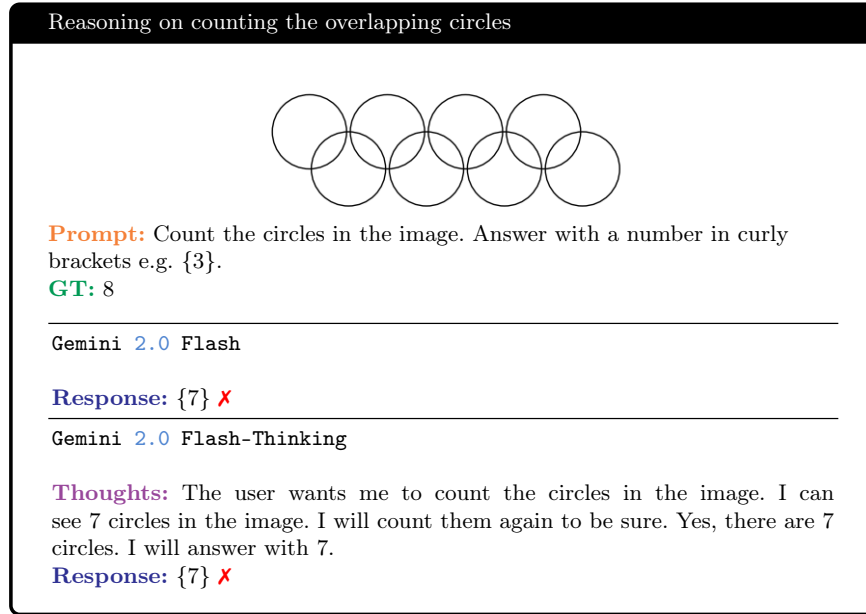 Reasoning on counting the overlapping circles
Prompt: Count the circles in the image. Answer with a number in curly
brackets e.g. {3}.
GT: 8
Gemini 2.0 Flash
Response: {7} ✗
Gemini 2.0 Flash-Thinking
Thoughts: The user wants me to count the circles in the image. I can
see 7 circles in the image. I will count them again to be sure. Yes, there are 7
circles. I will answer with 7.
Response: {7} ✗